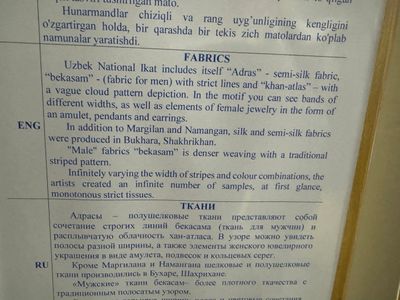 Hunarmandlar chiziqli va rang uyg'unligining kengligini
o'zgartirgan holda, bir qarashda bir tekis zich matolardan ko'plab
namunalar yaratishdi.
FABRICS
Uzbek National Ikat includes itself "Adras" - semi-silk fabric,
"bekasam" - (fabric for men) with strict lines and "khan-atlas" – with
a vague cloud pattern depiction. In the motif you can see bands of
different widths, as well as elements of female jewelry in the form of
an amulet, pendants and earrings.
ENG
In addition to Margilan and Namangan, silk and semi-silk fabrics
were produced in Bukhara, Shakhrikhan.
"Male" fabrics "bekasam" is denser weaving with a traditional
striped pattern.
Infinitely varying the width of stripes and colour combinations, the
artists created an infinite number of samples, at first glance,
monotonous strict tissues.
ТКАНИ
Адрасы – полушелковые ткани представляют собой
сочетание строгих линий бекасама (ткань для мужчин) и
расплывчатую облачность хан-атласа. В узоре можно увидеть
полосы разной ширины, а также элементы женского ювелирного
украшения в виде амулета, подвесок и кольцевых серег.
RU
Кроме Маргилана и Намангана шелковые и полушелковые
ткани производились в Бухаре, Шахрихане.
«Мужские» ткани бекасам– более плотного ткачества с
традиционным полосатым узором.